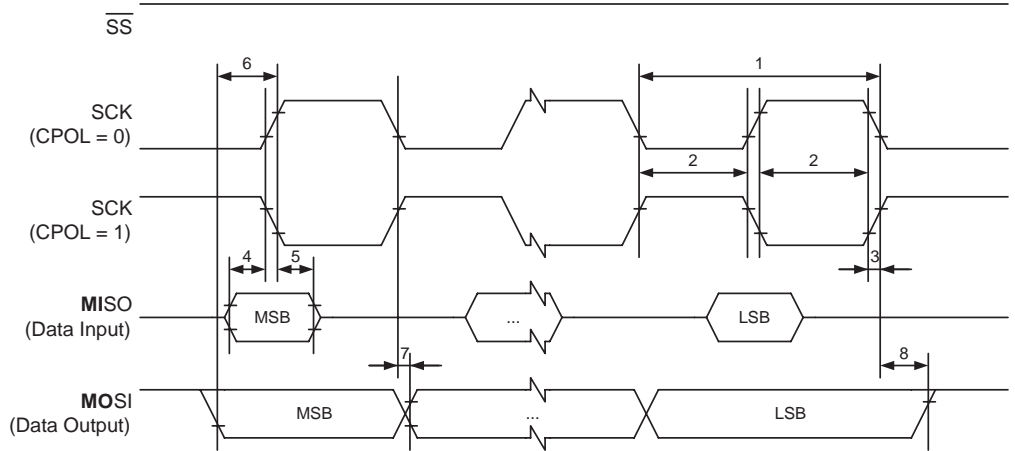 SS
6
1
SCK
(CPOL = 0)
2
2
SCK
(CPOL = 1)
4
5
3
MISO
(Data Input)
MSB
...
LSB
7
8
MOSI
(Data Output)
MSB
...
LSB